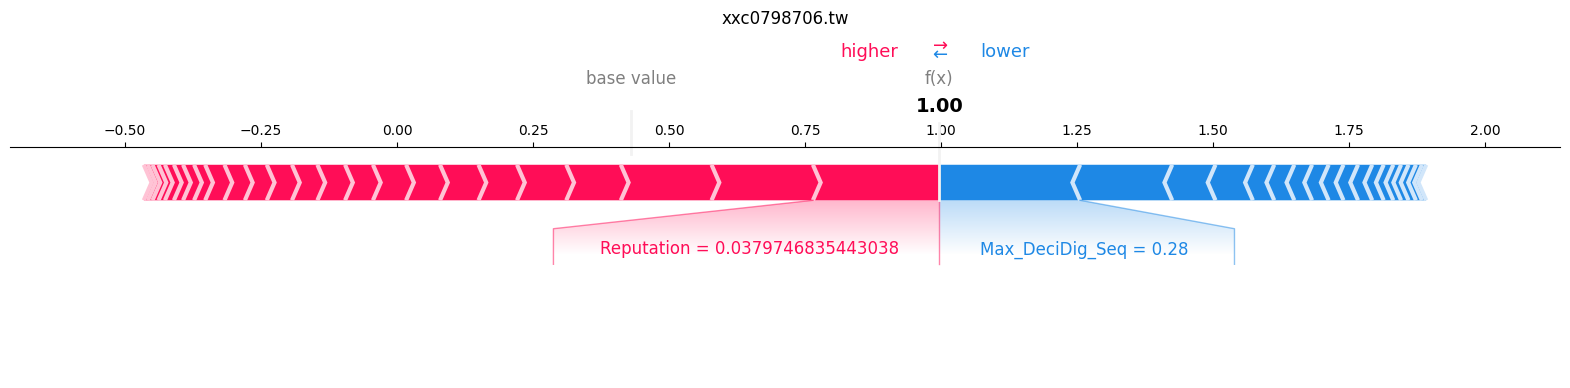 xxc0798706.tw
higher ⇄ lower
base value f(x)
1.00
−0.50 −0.25 0.00 0.25 0.50 0.75 1.00 1.25 1.50 1.75 2.00
Reputation = 0.0379746835443038 Max_DeciDig_Seq = 0.28